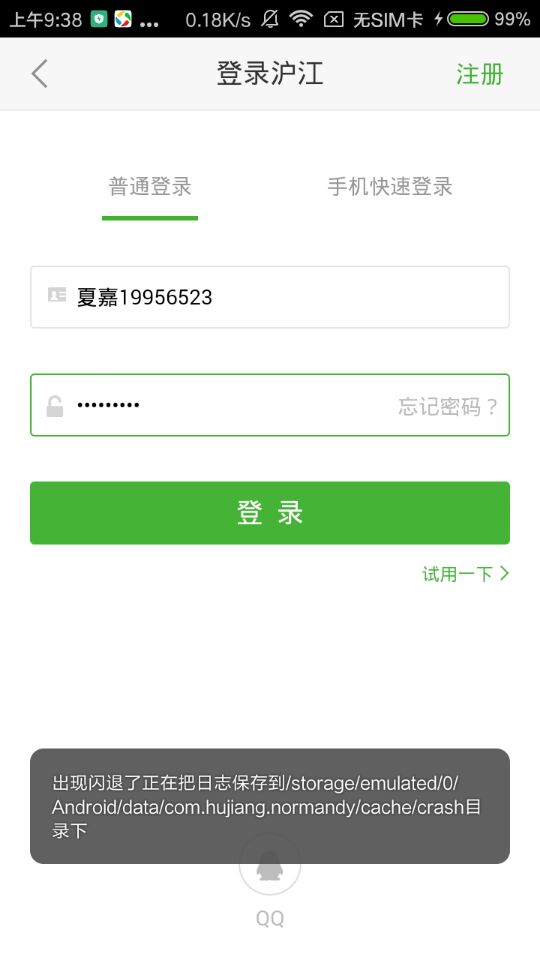 上午9:38 ... 0.18K/s 无SIM卡 99%
登录沪江 注册
普通登录 手机快速登录
夏嘉19956523
••••••••• 忘记密码？
登 录
试用一下
出现闪退了正在把日志保存到/storage/emulated/0/
Android/data/com.hujiang.normandy/cache/crash目
录下
QQ